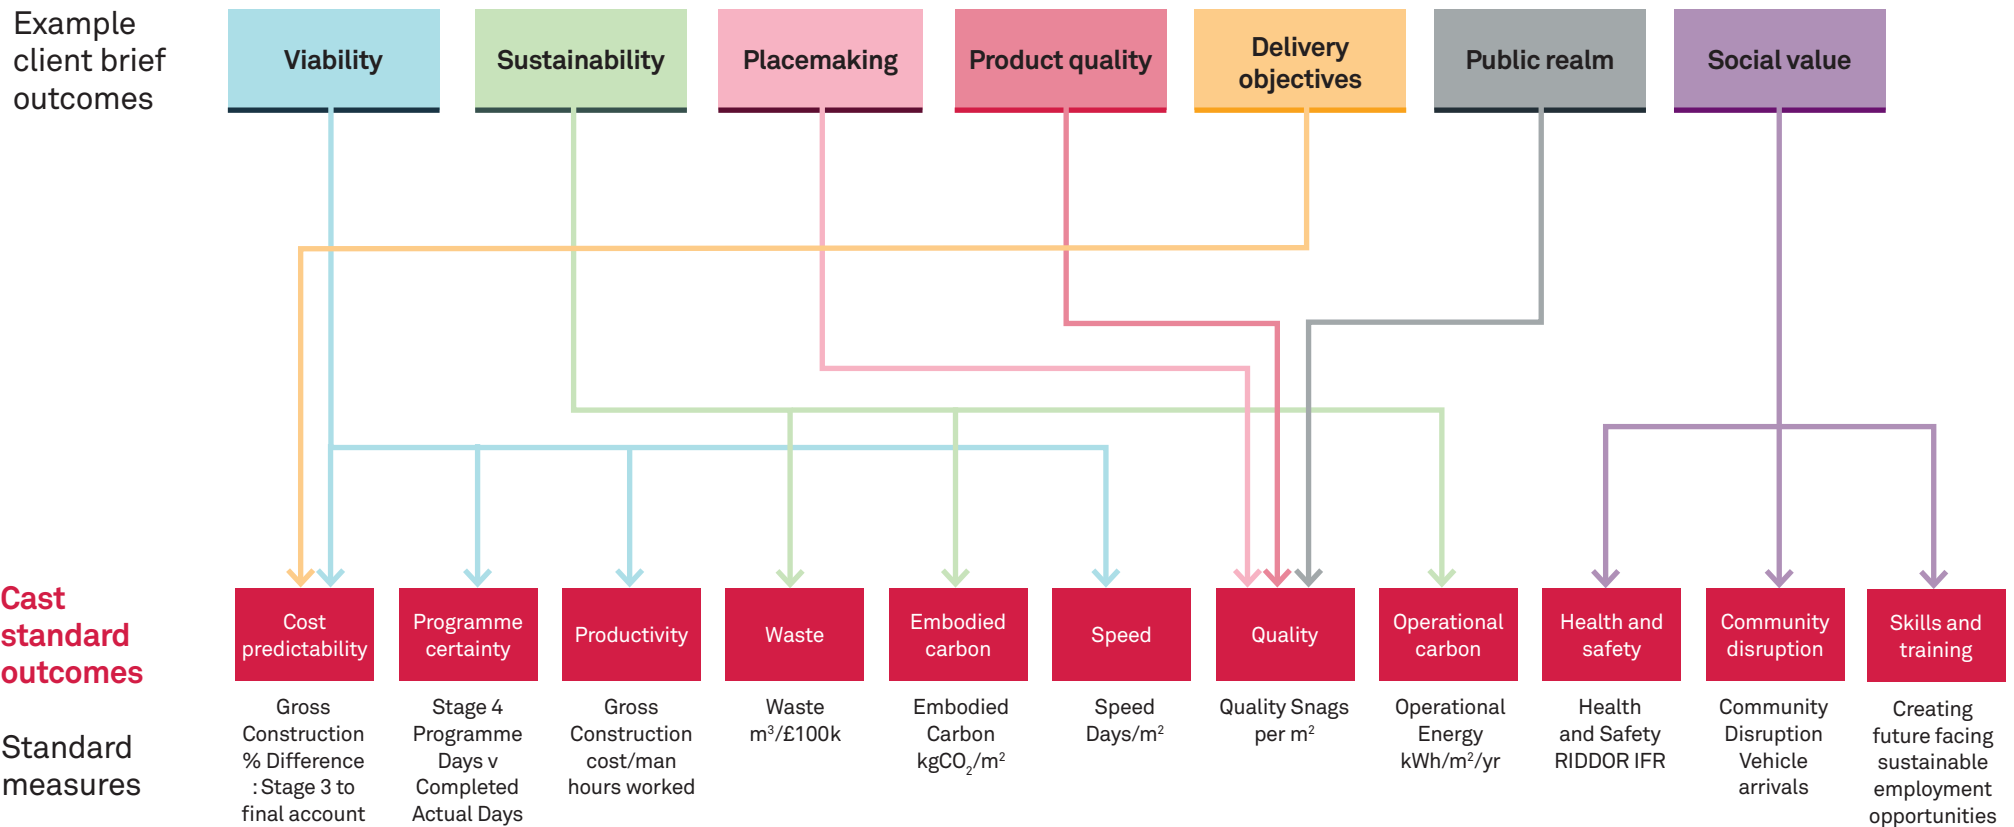 Example
client brief
outcomes
Viability
Sustainability
Placemaking
Product quality
Delivery
objectives
Public realm
Social value
Cast
standard
outcomes
Cost
predictability
Programme
certainty
Productivity
Waste
Embodied
carbon
Speed
Quality
Operational
carbon
Health and
safety
Community
disruption
Skills and
training
Standard
measures
Gross
Construction
% Difference
: Stage 3 to
final account
Stage 4
Programme
Days v
Completed
Actual Days
Gross
Construction
cost/man
hours worked
Waste
m³/£100k
Embodied
Carbon
kgCO₂/m²
Speed
Days/m²
Quality Snags
per m²
Operational
Energy
kWh/m²/yr
Health
and Safety
RIDDOR IFR
Community
Disruption
Vehicle
arrivals
Creating
future facing
sustainable
employment
opportunities